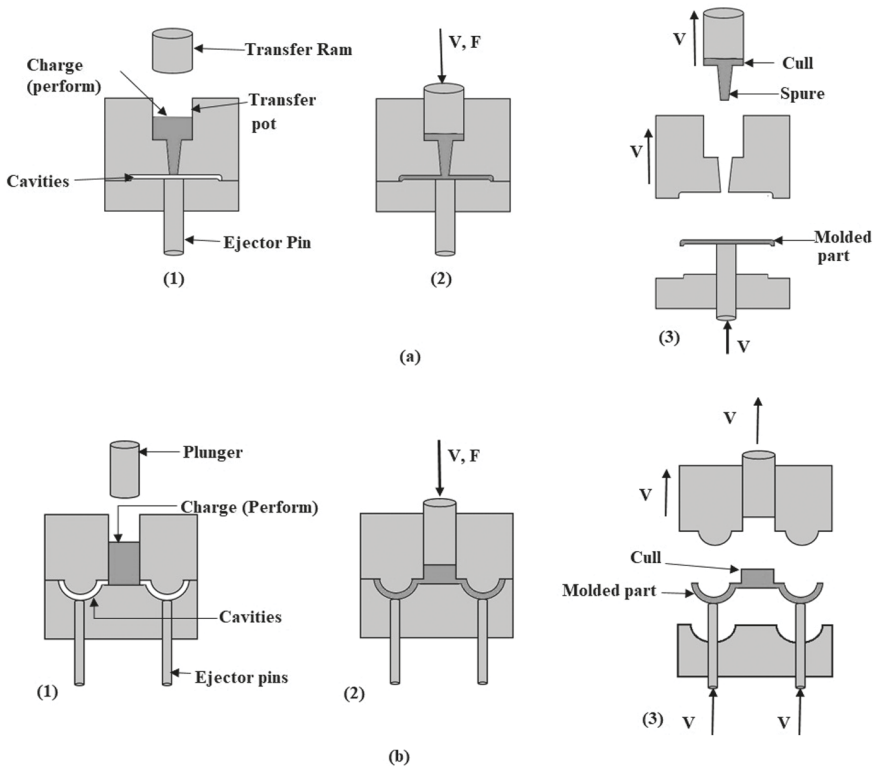 Transfer Ram
Charge
(perform)
Transfer
pot
Cavities
Ejector Pin
(1)
V, F
(2)
V
Cull
Spure
V
Molded
part
V
(3)
(a)
Plunger
Charge (Perform)
Cavities
Ejector pins
(1)
V, F
(2)
V
V
Cull
Molded part
V
V
(3)
(b)